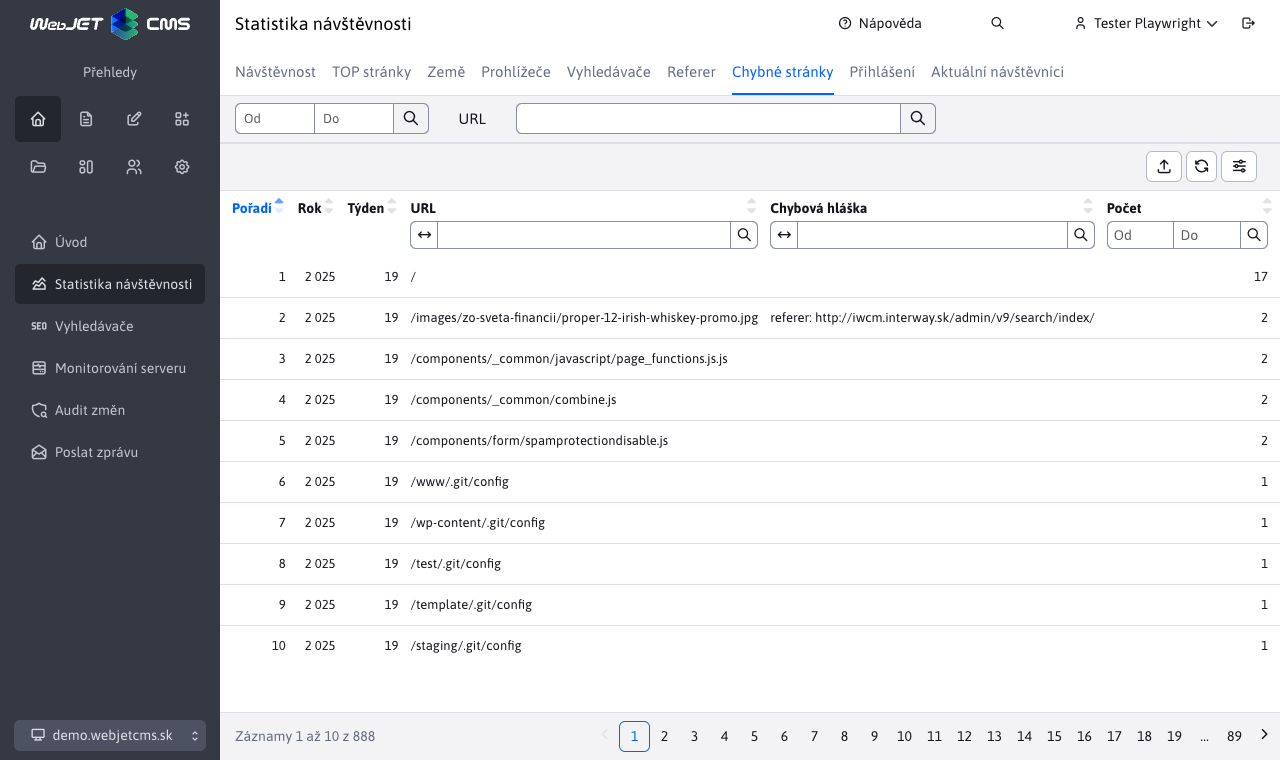 WebJET CMS
Statistika návštěvnosti
Nápověda
Tester Playwright
Přehledy
Návštěvnost TOP stránky Země Prohlížeče Vyhledávače Referer Chybné stránky Přihlášení Aktuální návštěvníci
Od Do URL
Úvod
Statistika návštěvnosti
SEO Vyhledávače
Monitorování serveru
Audit změn
Poslat zprávu
demo.webjetcms.sk
Pořadí Rok Týden URL Chybová hláška Počet
Od Do
1 2 025 19 / 17
2 2 025 19 /images/zo-sveta-financii/proper-12-irish-whiskey-promo.jpg referer: http://iwcm.interway.sk/admin/v9/search/index/ 2
3 2 025 19 /components/_common/javascript/page_functions.js.js 2
4 2 025 19 /components/_common/combine.js 2
5 2 025 19 /components/form/spamprotectiondisable.js 2
6 2 025 19 /www/.git/config 1
7 2 025 19 /wp-content/.git/config 1
8 2 025 19 /test/.git/config 1
9 2 025 19 /template/.git/config 1
10 2 025 19 /staging/.git/config 1
Záznamy 1 až 10 z 888
1 2 3 4 5 6 7 8 9 10 11 12 13 14 15 16 17 18 19 ... 89